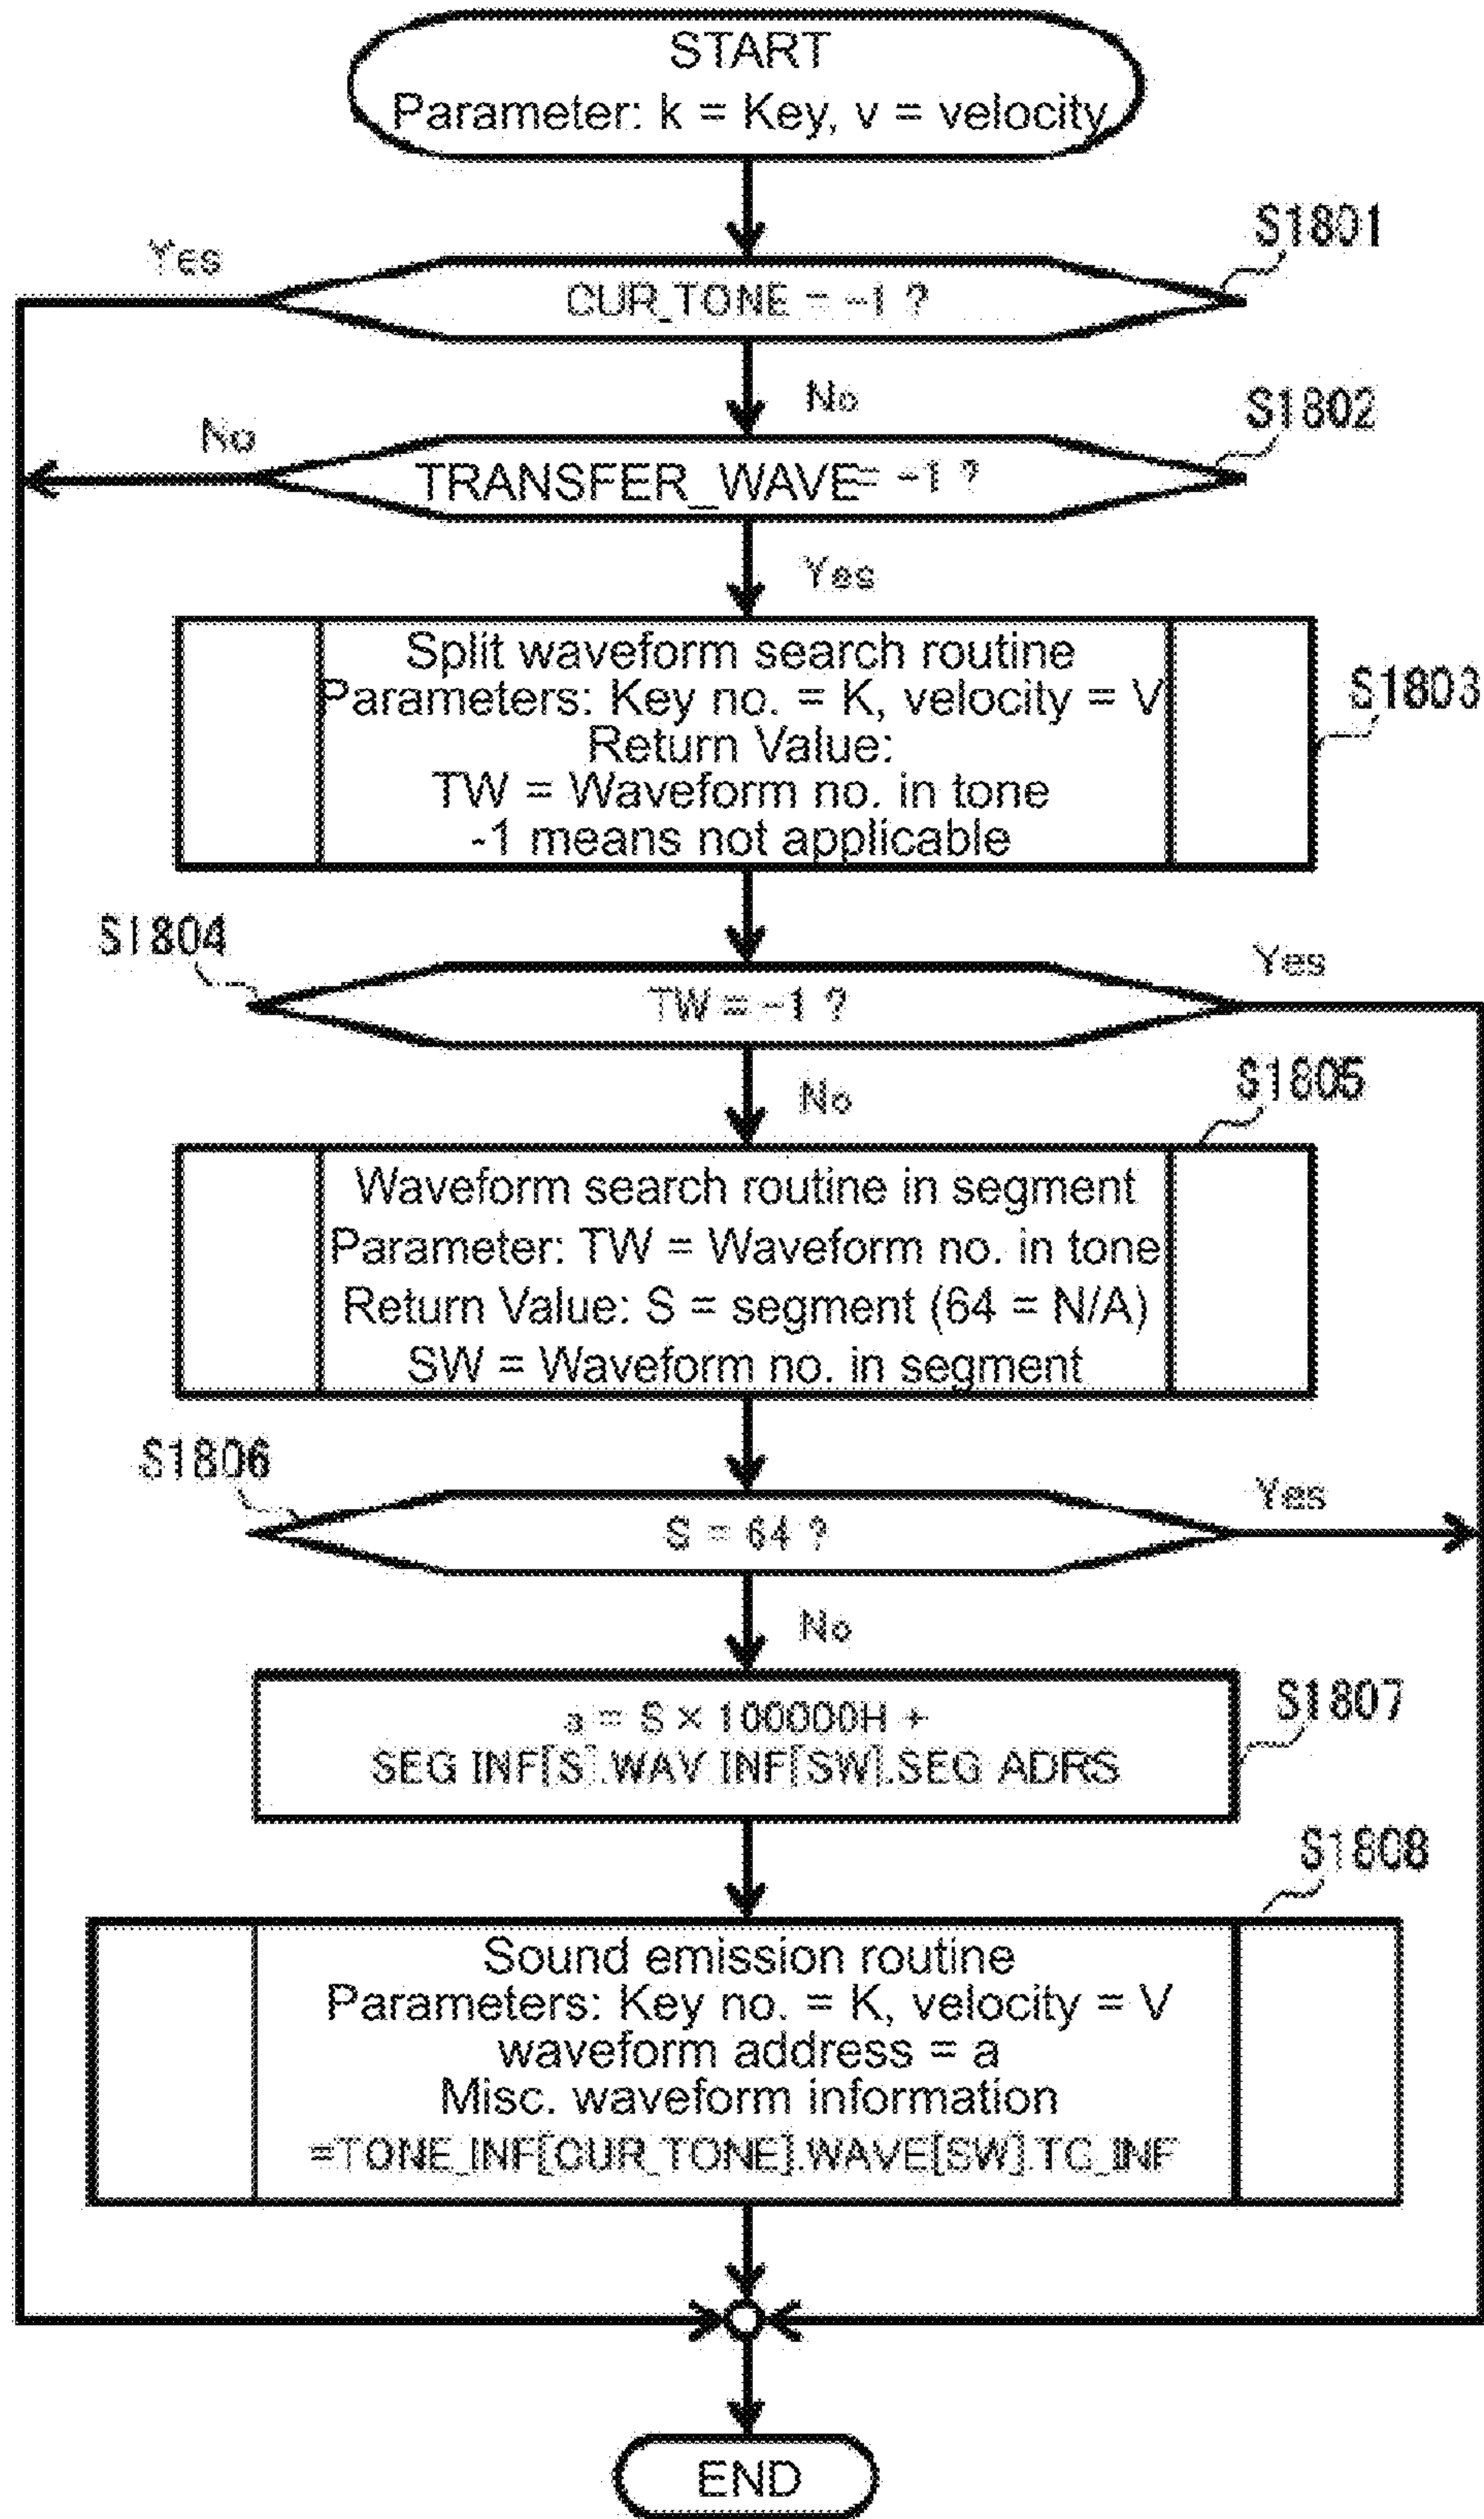 START
Parameter: k = Key, v = velocity
S1801
Yes
CUR_TONE = -1 ?
No
S1802
No
TRANSFER_WAVE= -1 ?
Yes
Split waveform search routine
Parameters: Key no. = K, velocity = V
Return Value:
TW = Waveform no. in tone
-1 means not applicable
S1803
S1804
Yes
TW = -1 ?
No
S1805
Waveform search routine in segment
Parameter: TW = Waveform no. in tone
Return Value: S = segment (64 = N/A)
SW = Waveform no. in segment
S1806
Yes
S = 64 ?
No
a = S × 100000H +
SEG INF[S].WAV INF[SW].SEG ADRS
S1807
S1808
Sound emission routine
Parameters: Key no. = K, velocity = V
waveform address = a
Misc. waveform information
=TONE_INF[CUR_TONE].WAVE[SW].TC_INF
END